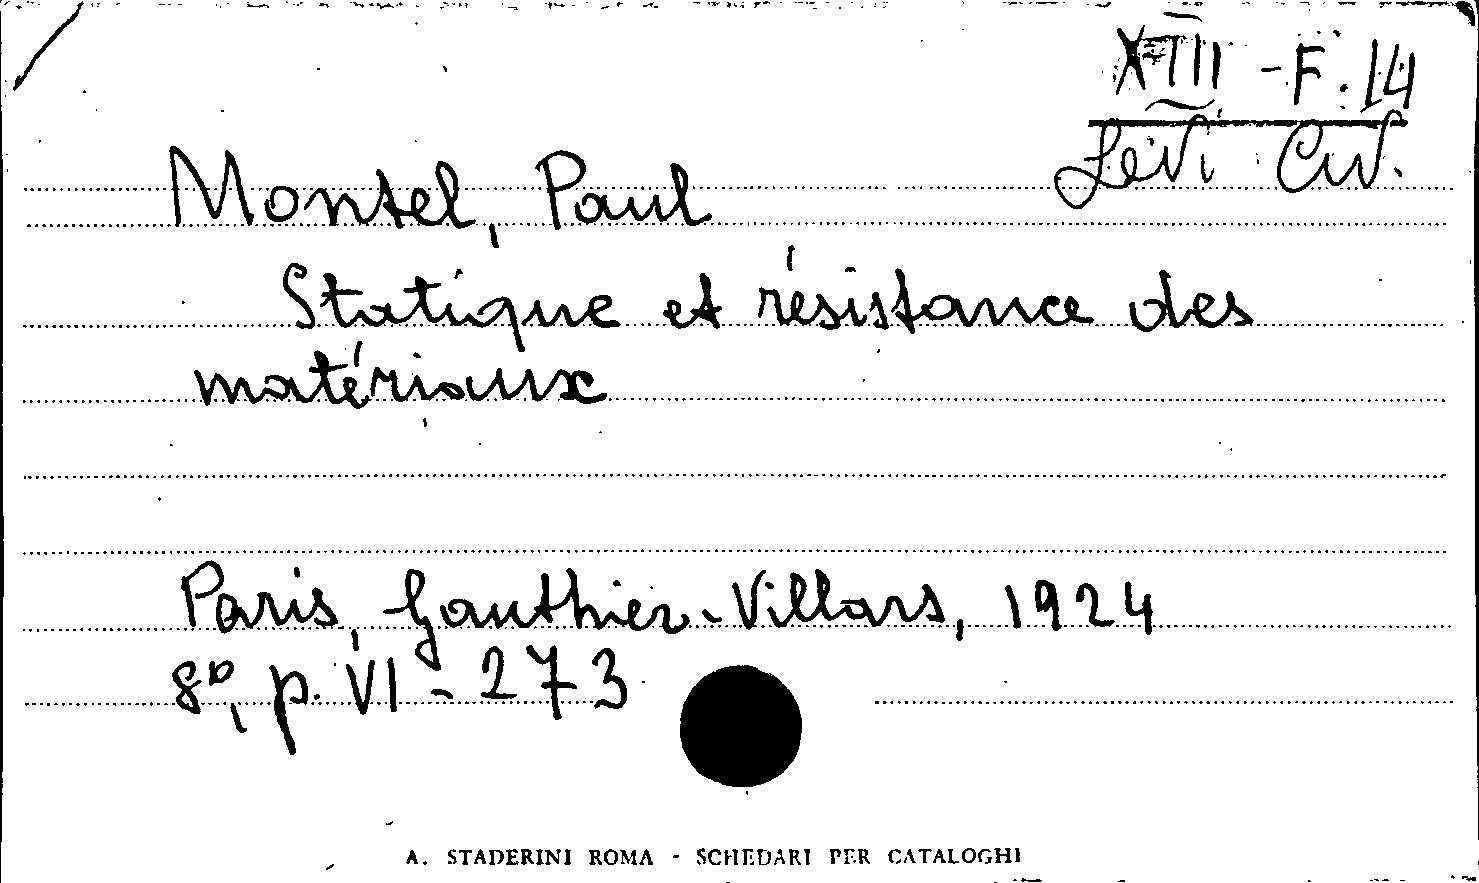 XIII - F. 14
Levi Civ.
Montel, Paul
Statique et résistance des
matériaux
Paris, Gauthier-Villars, 1924
8°, p. VI - 273
A. STADERINI ROMA - SCHEDARI PER CATALOGHI